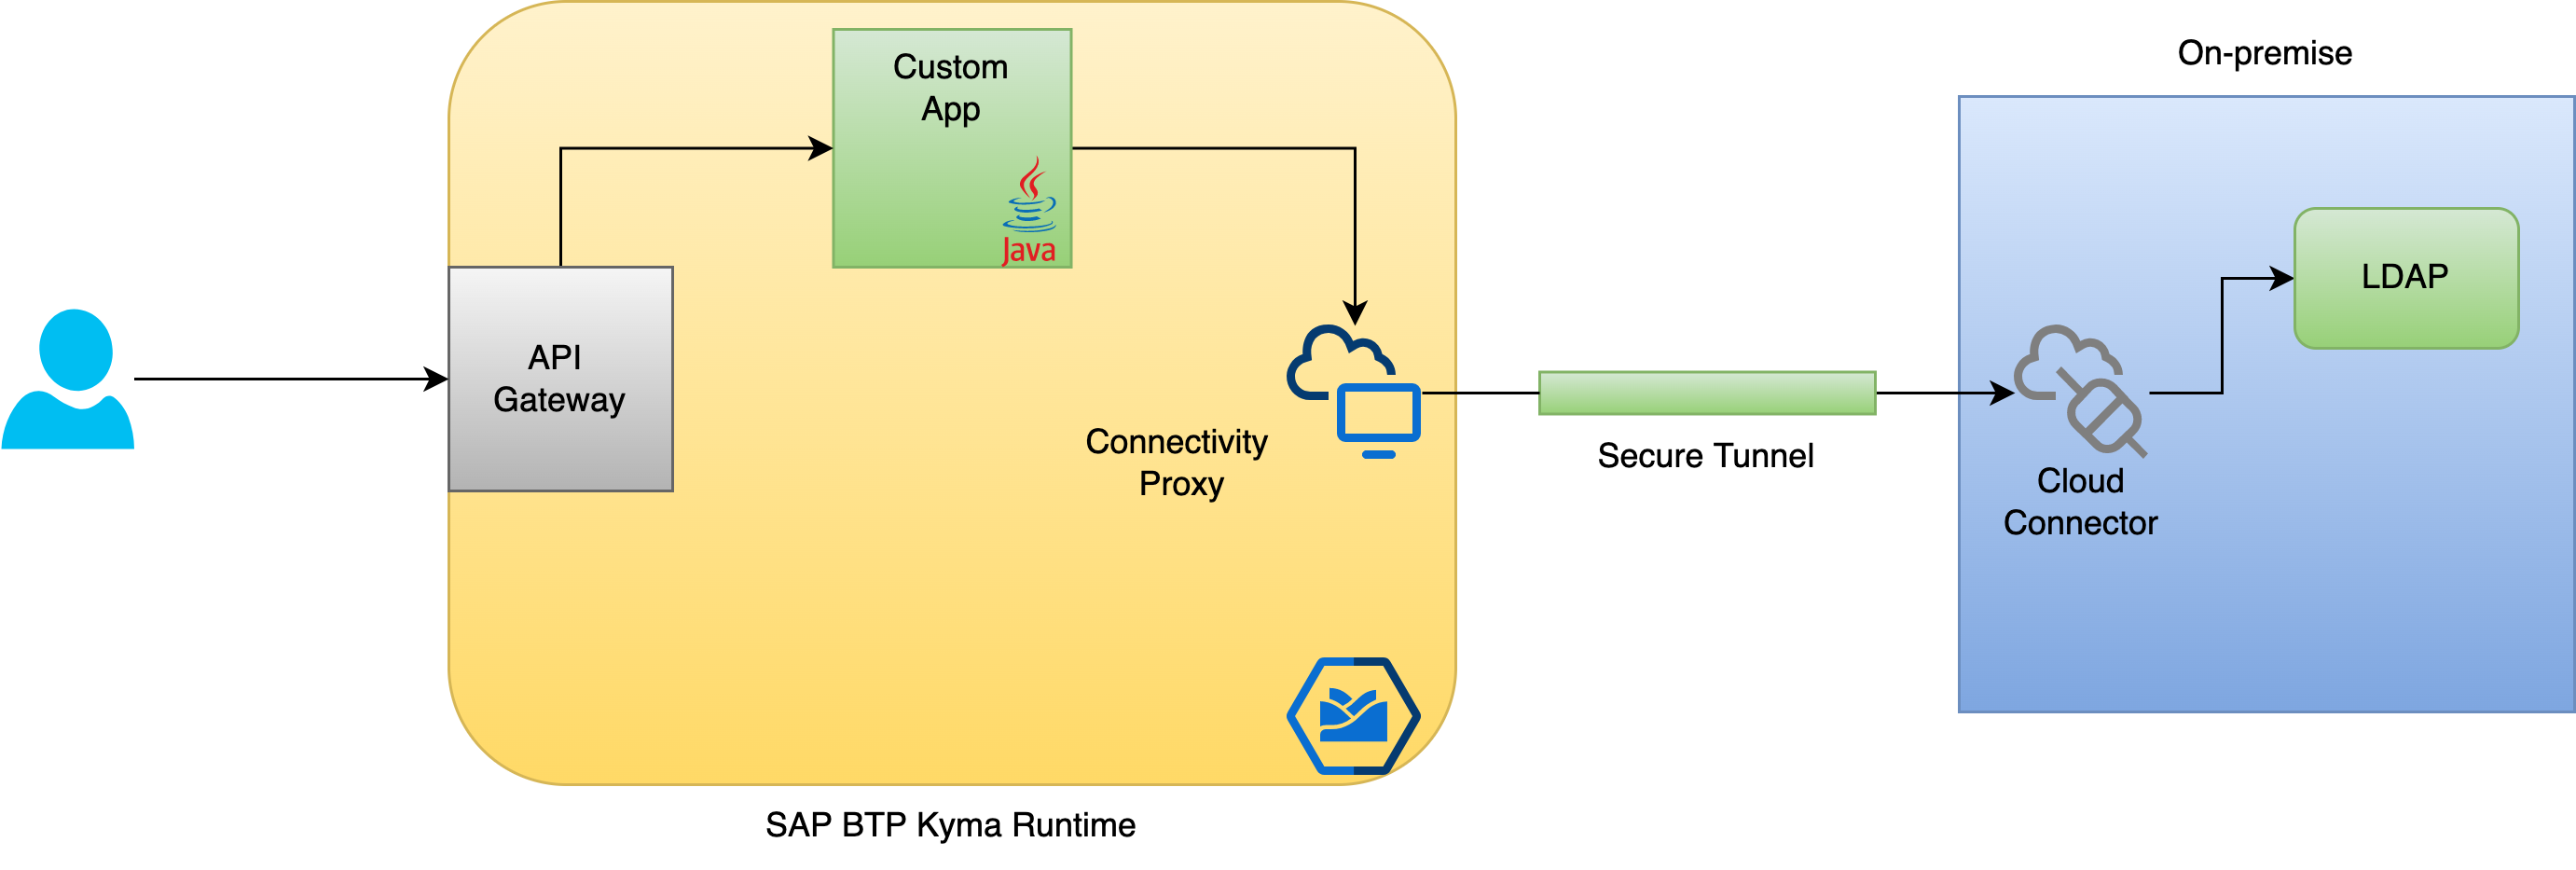 Custom
App
Java
API
Gateway
Connectivity
Proxy
SAP BTP Kyma Runtime
Secure Tunnel
On-premise
LDAP
Cloud
Connector